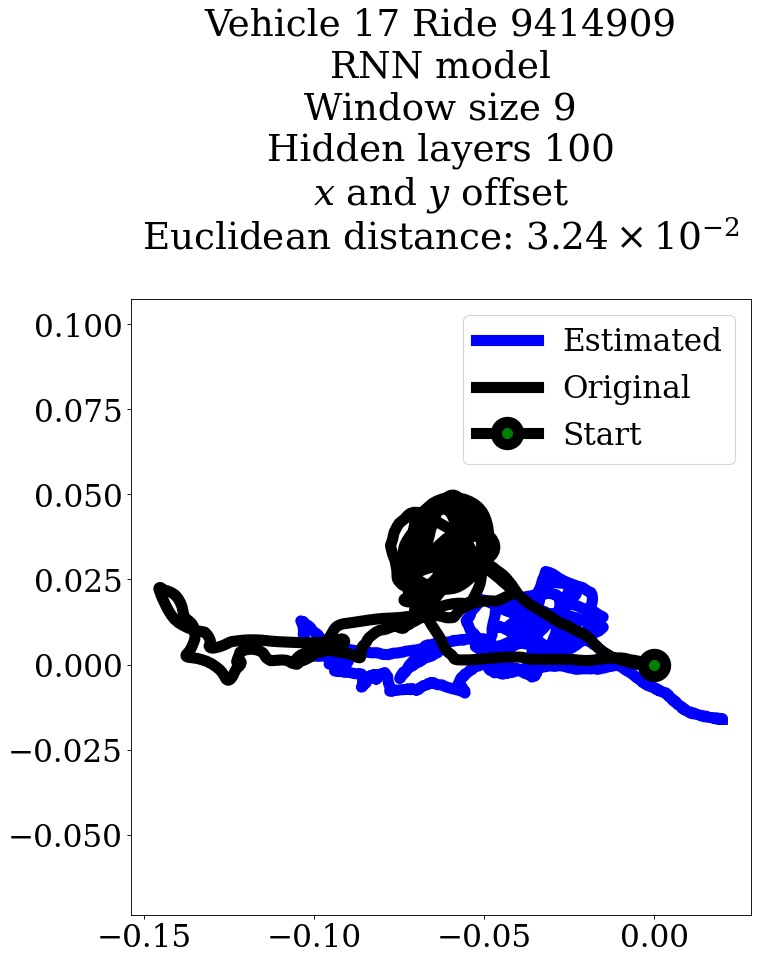 Vehicle 17 Ride 9414909
RNN model
Window size 9
Hidden layers 100
x and y offset
Euclidean distance: 3.24 × 10⁻²
Estimated
Original
Start
0.100
0.075
0.050
0.025
0.000
−0.025
−0.050
−0.15 −0.10 −0.05 0.00